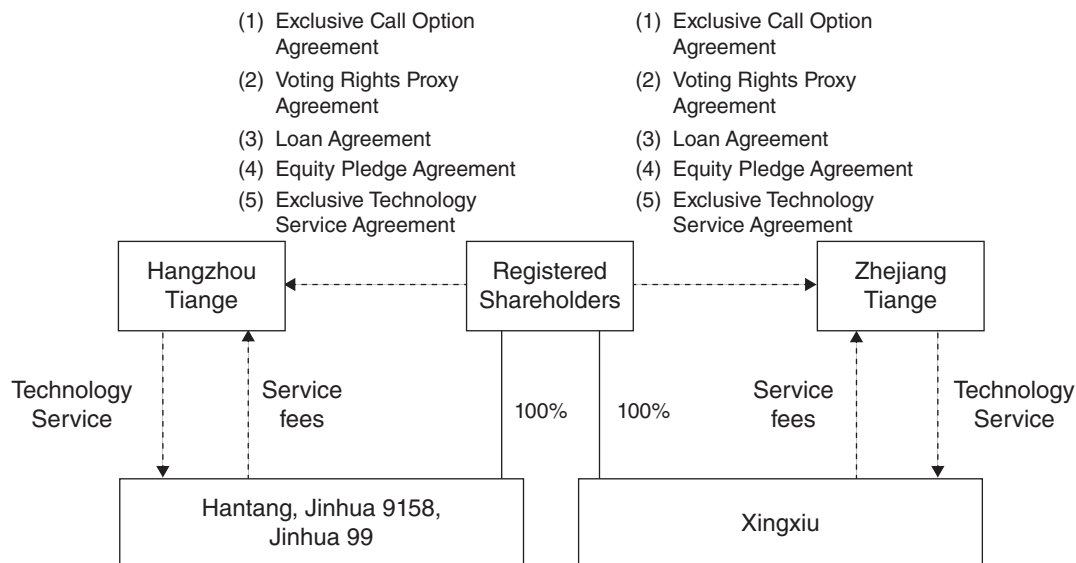 (1) Exclusive Call Option
Agreement
(2) Voting Rights Proxy
Agreement
(3) Loan Agreement
(4) Equity Pledge Agreement
(5) Exclusive Technology
Service Agreement
(1) Exclusive Call Option
Agreement
(2) Voting Rights Proxy
Agreement
(3) Loan Agreement
(4) Equity Pledge Agreement
(5) Exclusive Technology
Service Agreement
Hangzhou
Tiange
Registered
Shareholders
Zhejiang
Tiange
Technology
Service
Service
fees
100%
100%
Service
fees
Technology
Service
Hantang, Jinhua 9158,
Jinhua 99
Xingxiu